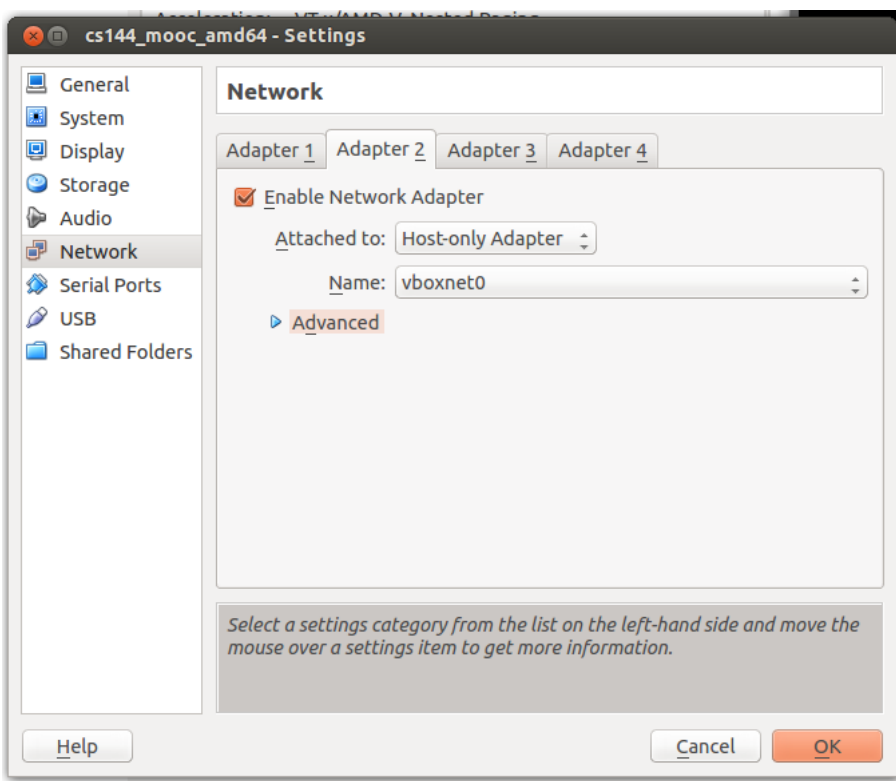 cs144_mooc_amd64 - Settings
General
System
Display
Storage
Audio
Network
Serial Ports
USB
Shared Folders
Network
Adapter 1 Adapter 2 Adapter 3 Adapter 4
Enable Network Adapter
Attached to: Host-only Adapter
Name: vboxnet0
Advanced
Select a settings category from the list on the left-hand side and move the
mouse over a settings item to get more information.
Help Cancel OK